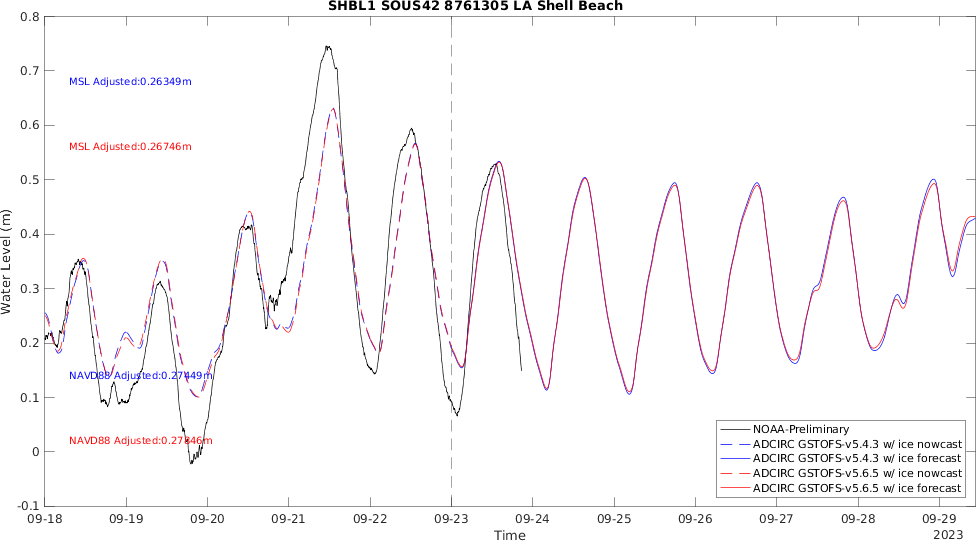 SHBL1 SOUS42 8761305 LA Shell Beach
0.8
0.7
0.6
0.5
0.4
0.3
0.2
0.1
0
-0.1
Water Level (m)
MSL Adjusted:0.26349m
MSL Adjusted:0.26746m
NAVD88 Adjusted:0.27449m
NAVD88 Adjusted:0.27846m
NOAA-Preliminary
ADCIRC GSTOFS-v5.4.3 w/ ice nowcast
ADCIRC GSTOFS-v5.4.3 w/ ice forecast
ADCIRC GSTOFS-v5.6.5 w/ ice nowcast
ADCIRC GSTOFS-v5.6.5 w/ ice forecast
09-18 09-19 09-20 09-21 09-22 09-23 09-24 09-25 09-26 09-27 09-28 09-29
Time
2023